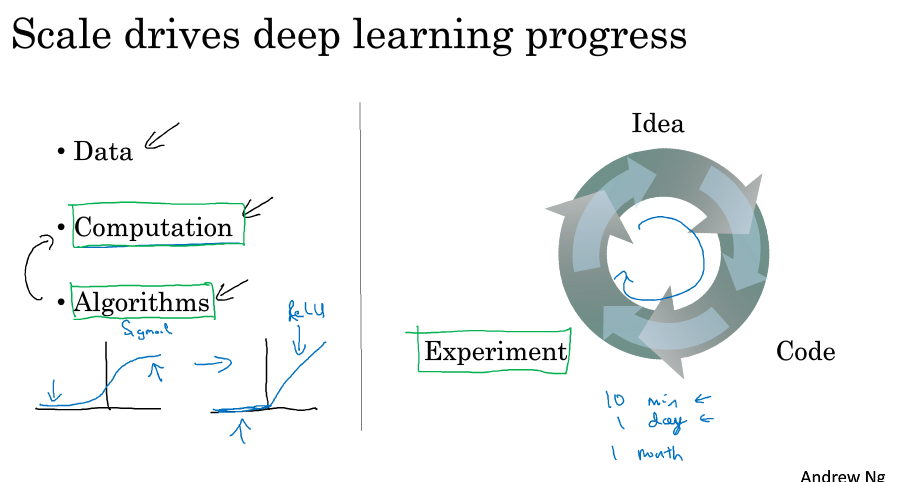 Scale drives deep learning progress
• Data
• Computation
• Algorithms
Sigmoid
ReLU
Idea
Code
Experiment
10 min
1 day
1 month
Andrew Ng